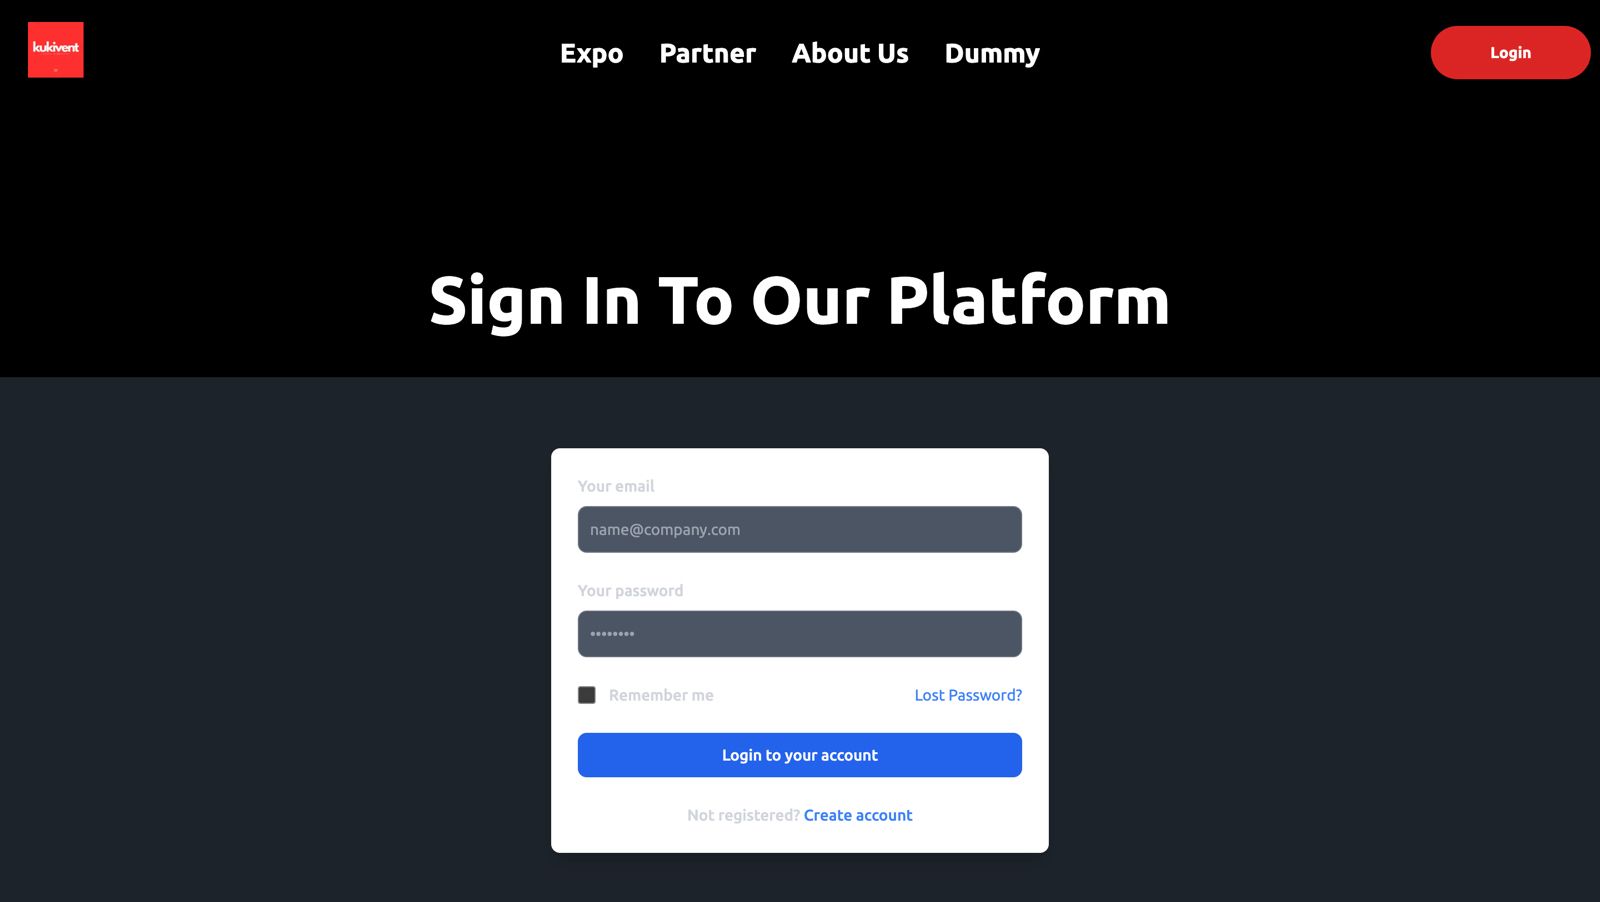 kukivent
Expo Partner About Us Dummy
Login
Sign In To Our Platform
Your email
name@company.com
Your password
••••••••
Remember me
Lost Password?
Login to your account
Not registered? Create account